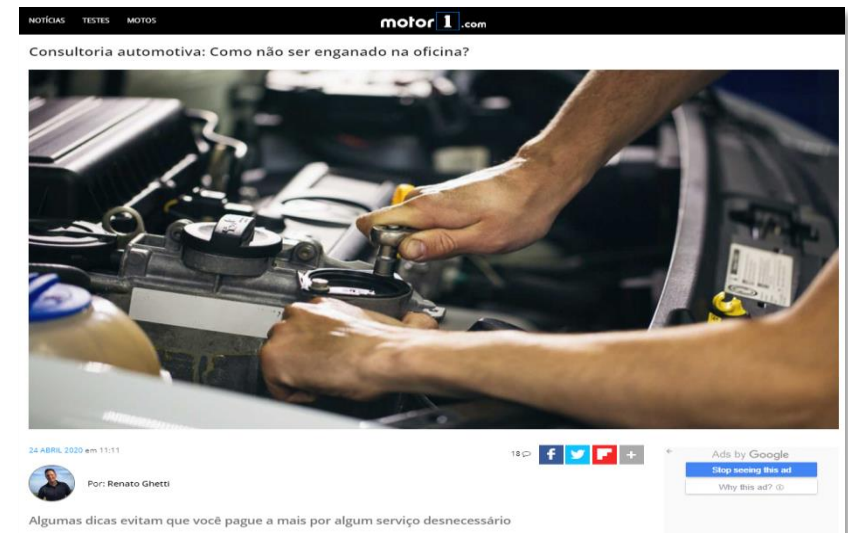 NOTÍCIAS TESTES MOTOS motor1.com
Consultoria automotiva: Como não ser enganado na oficina?
24 ABRIL 2020 em 11:11
18
Ads by Google
Stop seeing this ad
Why this ad?
Por: Renato Ghetti
Algumas dicas evitam que você pague a mais por algum serviço desnecessário